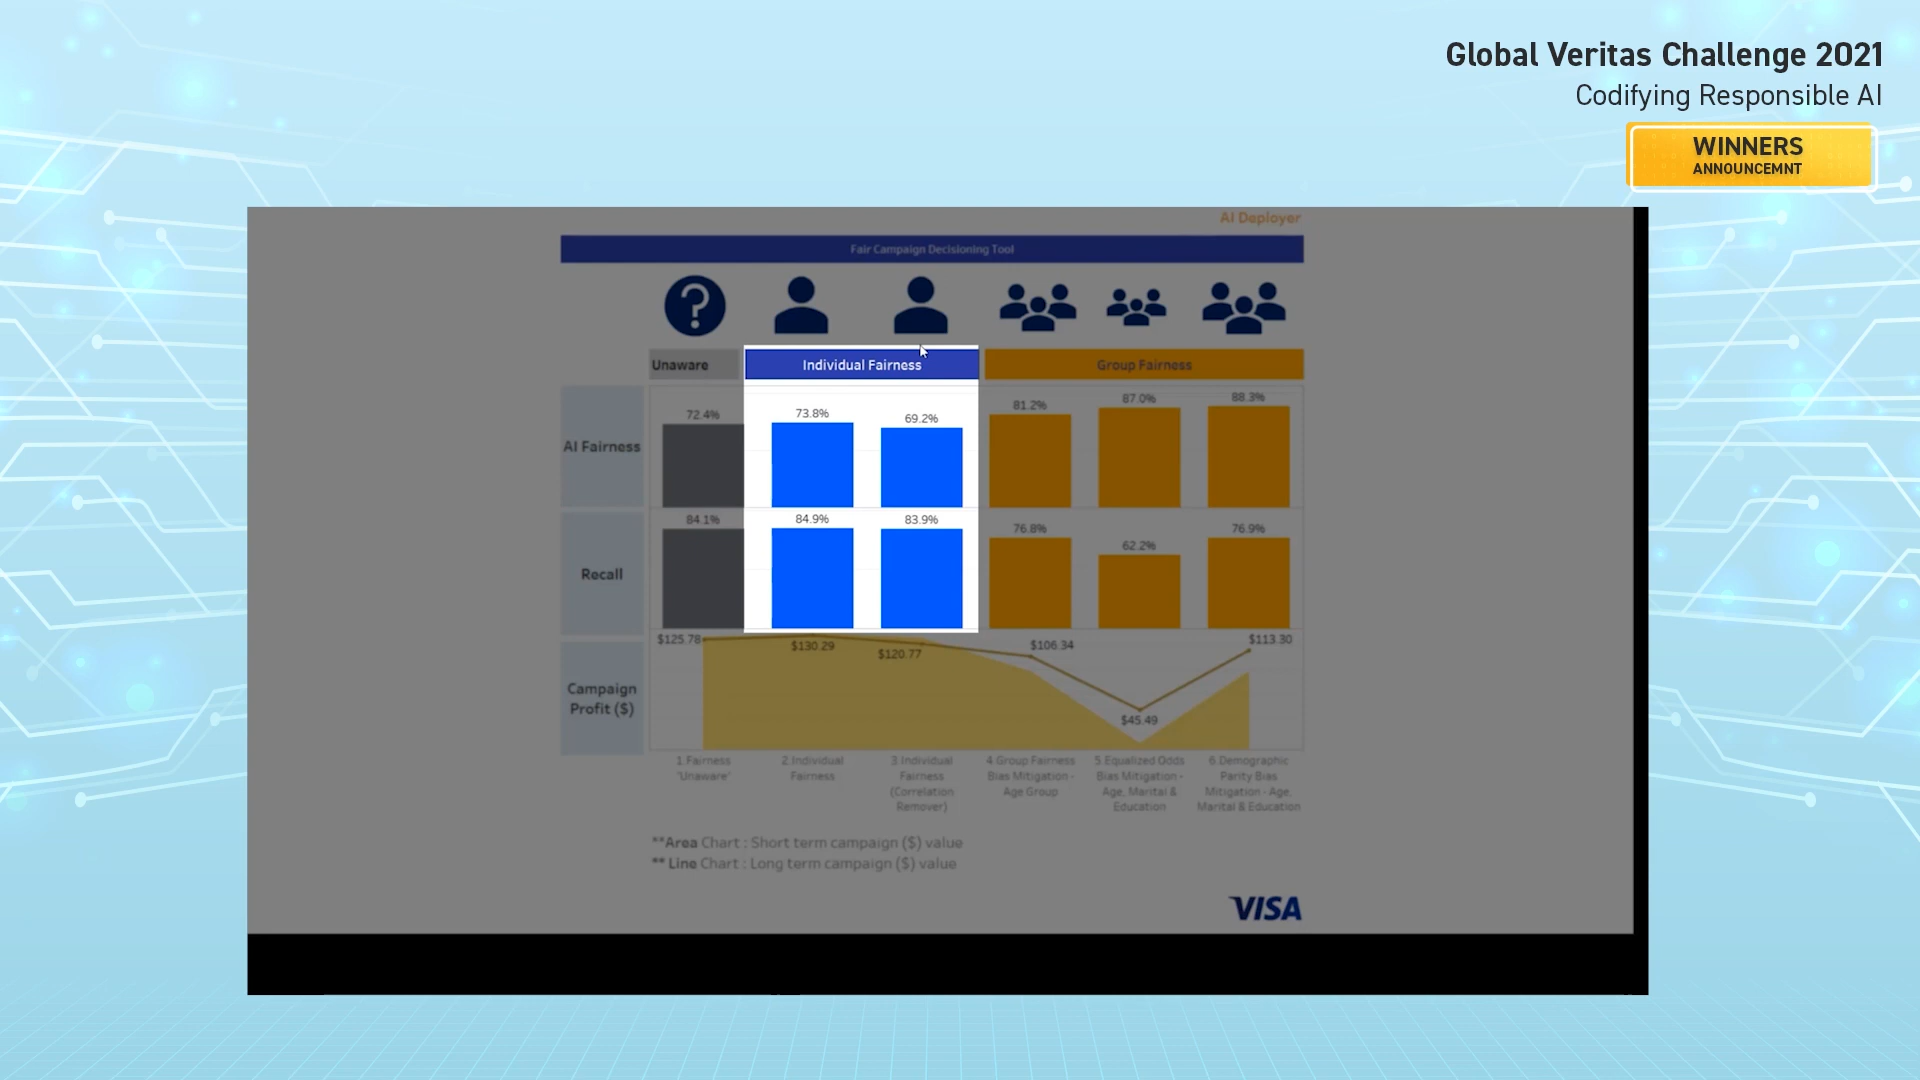 Global Veritas Challenge 2021
Codifying Responsible AI
WINNERS
ANNOUNCEMNT
AI Deployer
Fair Campaign Decisioning Tool
?
Unaware
Individual Fairness
Group Fairness
AI Fairness
72.4%
73.8%
69.2%
81.2%
87.0%
88.3%
Recall
84.1%
84.9%
83.9%
76.8%
62.2%
76.9%
Campaign
Profit ($)
$125.78
$130.29
$120.77
$106.34
$45.49
$113.30
1.Fairness
'Unaware'
2.Individual
Fairness
3 Individual
Fairness
(Correlation
Remover)
4.Group Fairness
Bias Mitigation -
Age Group
5.Equalized Odds
Bias Mitigation -
Age, Marital &
Education
6 Demographic
Parity Bias
Mitigation - Age,
Marital & Education
**Area Chart : Short term campaign ($) value
** Line Chart : Long term campaign ($) value
VISA